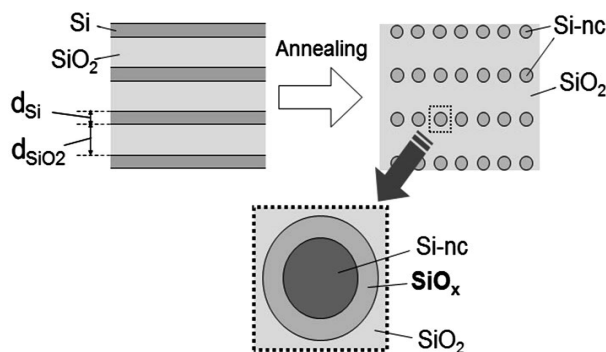 Si
SiO2
dSi
dSiO2
Annealing
Si-nc
SiO2
Si-nc
SiOx
SiO2